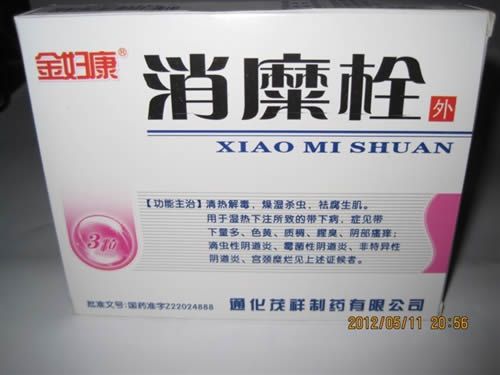 金妇康®
消糜栓 外
XIAO MI SHUAN
【功能主治】清热解毒，燥湿杀虫，祛腐生肌。
用于湿热下注所致的带下病，症见带
下量多、色黄、质稠、腥臭、阴部瘙痒；
滴虫性阴道炎、霉菌性阴道炎、非特异性
阴道炎、宫颈糜烂见上述证候者。
3粒
批准文号：国药准字Z22024888
通化茂祥制药有限公司
2012/05/11 20:56